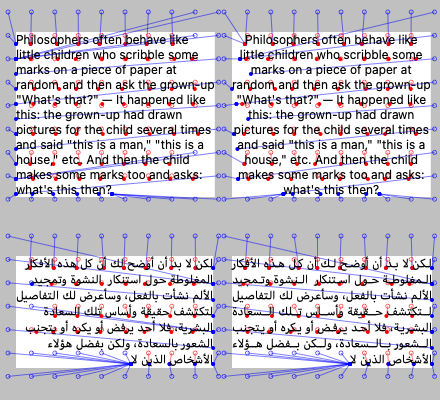 Philosophers often behave like
little children who scribble some
marks on a piece of paper at
random and then ask the grown-up
"What's that?" — It happened like
this: the grown-up had drawn
pictures for the child several times
and said "this is a man," "this is a
house," etc. And then the child
makes some marks too and asks:
what's this then?
Philosophers often behave like
little children who scribble some
marks on a piece of paper at
random and then ask the grown-up
"What's that?" — It happened like
this: the grown-up had drawn
pictures for the child several times
and said "this is a man," "this is a
house," etc. And then the child
makes some marks too and asks:
what's this then?
لكن لا بد أن أوضح لك أن كل هذه الأفكار
المغلوطة حول استنكار النشوة وتمجيد
الألم نشأت بالفعل، وسأعرض لك التفاصيل
لتكتشف حقيقة وأساس تلك السعادة
البشرية، فلا أحد يرفض أو يكره أو يتجنب
الشعور بالسعادة، ولكن بفضل هؤلاء
الأشخاص الذين لا
لكن لا بد أن أوضح لك أن كل هذه الأفكار
المغلوطة حول استنكار النشوة وتمجيد
الألم نشأت بالفعل، وسأعرض لك التفاصيل
لتكتشف حقيقة وأساس تلك السعادة
البشرية، فلا أحد يرفض أو يكره أو يتجنب
الشعور بالسعادة، ولكن بفضل هؤلاء
الأشخاص الذين لا